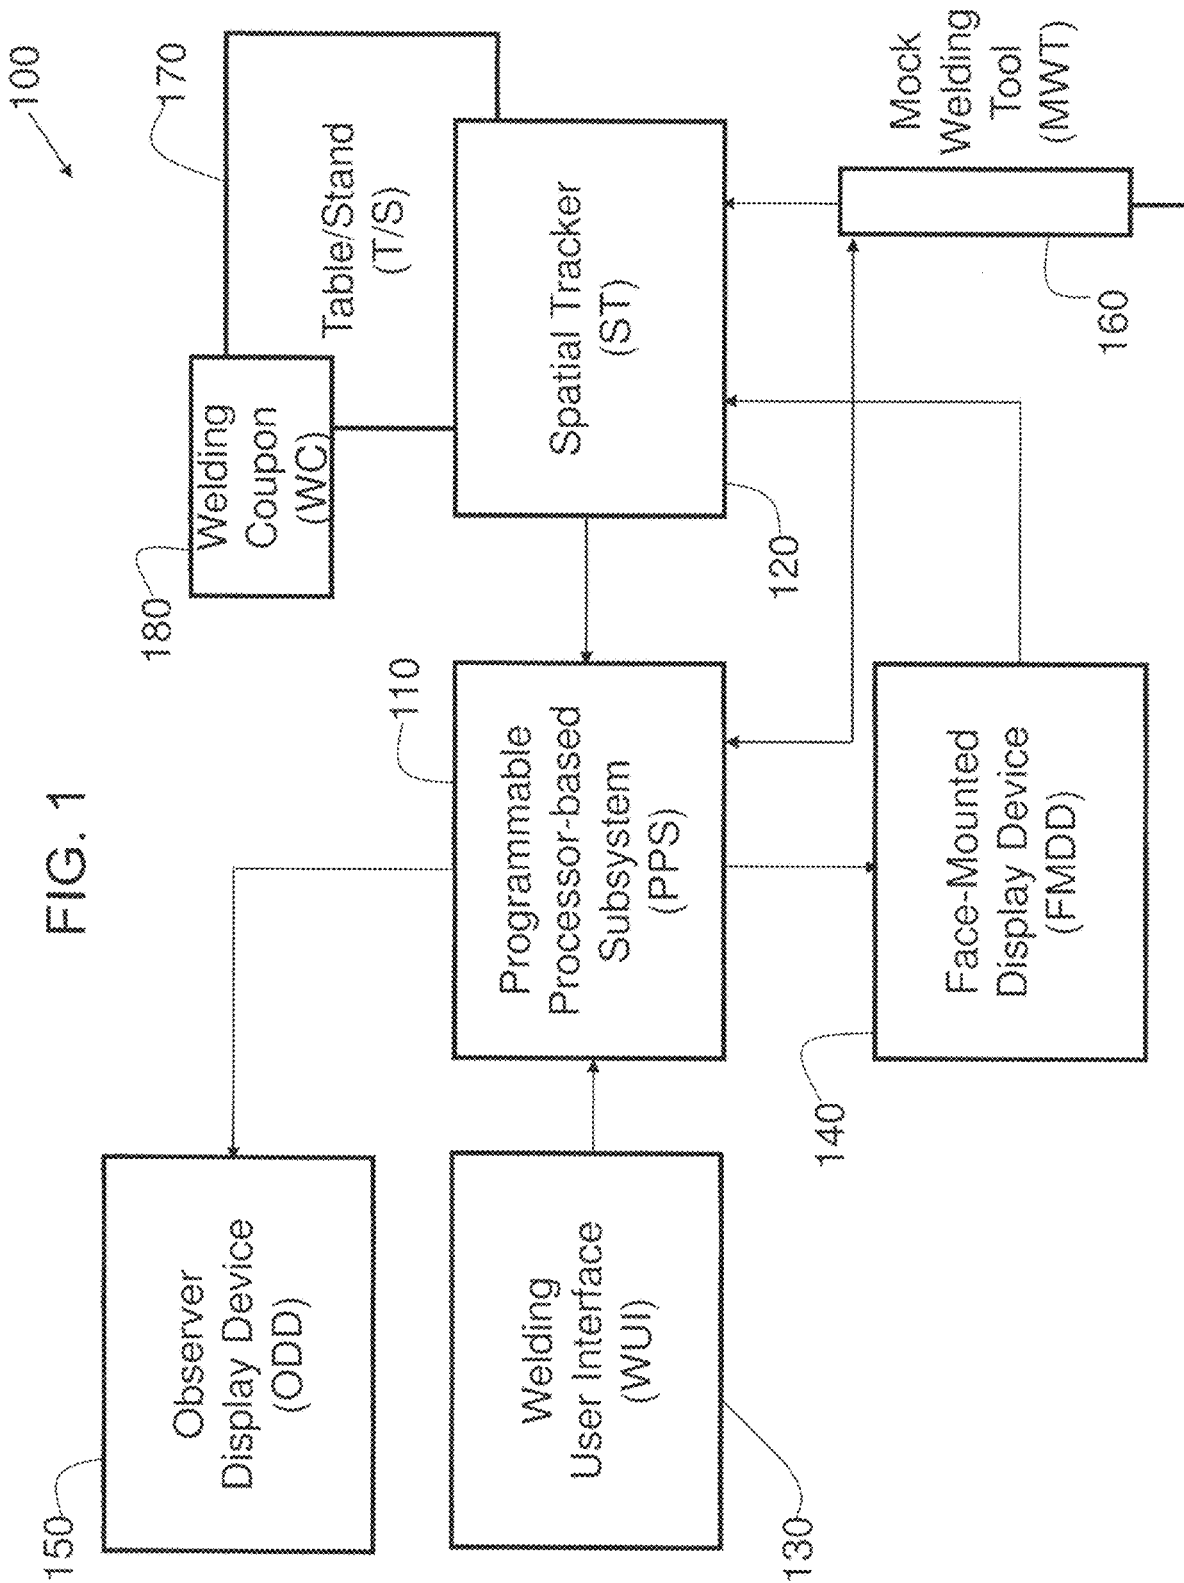 FIG. 1
100
150
Observer
Display Device
(ODD)
180
Welding
Coupon
(WC)
170
Table/Stand
(T/S)
Welding
User Interface
(WUI)
130
110
Programmable
Processor-based
Subsystem
(PPS)
Spatial Tracker
(ST)
120
140
Face-Mounted
Display Device
(FMDD)
Mock
Welding
Tool
(MWT)
160